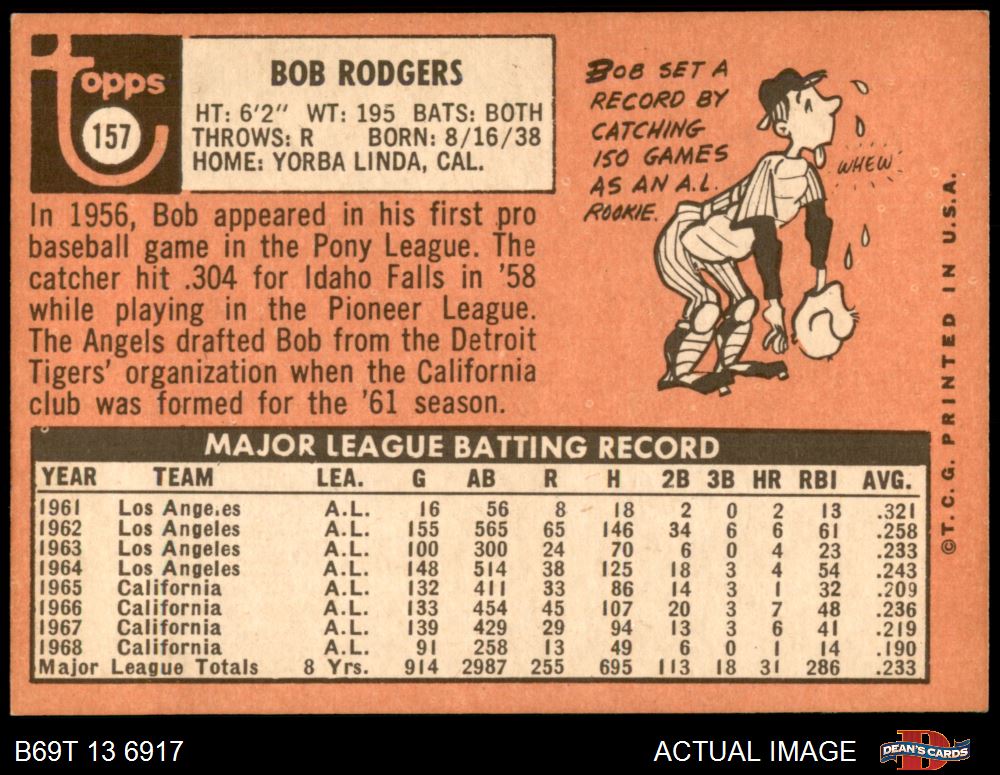 topps
157
BOB RODGERS
HT: 6'2" WT: 195 BATS: BOTH
THROWS: R BORN: 8/16/38
HOME: YORBA LINDA, CAL.
In 1956, Bob appeared in his first pro
baseball game in the Pony League. The
catcher hit .304 for Idaho Falls in '58
while playing in the Pioneer League.
The Angels drafted Bob from the Detroit
Tigers' organization when the California
club was formed for the '61 season.
BOB SET A
RECORD BY
CATCHING
150 GAMES
AS AN A.L.
ROOKIE.
WHEW
©T.C.G. PRINTED IN U.S.A.
MAJOR LEAGUE BATTING RECORD
YEAR TEAM LEA. G AB R H 2B 3B HR RBI AVG.
1961 Los Angeles A.L. 16 56 8 18 2 0 2 13 .321
1962 Los Angeles A.L. 155 565 65 146 34 6 6 61 .258
1963 Los Angeles A.L. 100 300 24 70 6 0 4 23 .233
1964 Los Angeles A.L. 148 514 38 125 18 3 4 54 .243
1965 California A.L. 132 411 33 86 14 3 1 32 .209
1966 California A.L. 133 454 45 107 20 3 7 48 .236
1967 California A.L. 139 429 29 94 13 3 6 41 .219
1968 California A.L. 91 258 13 49 6 0 1 14 .190
Major League Totals 8 Yrs. 914 2987 255 695 113 18 31 286 .233
B69T 13 6917
ACTUAL IMAGE
D
DEAN'S CARDS